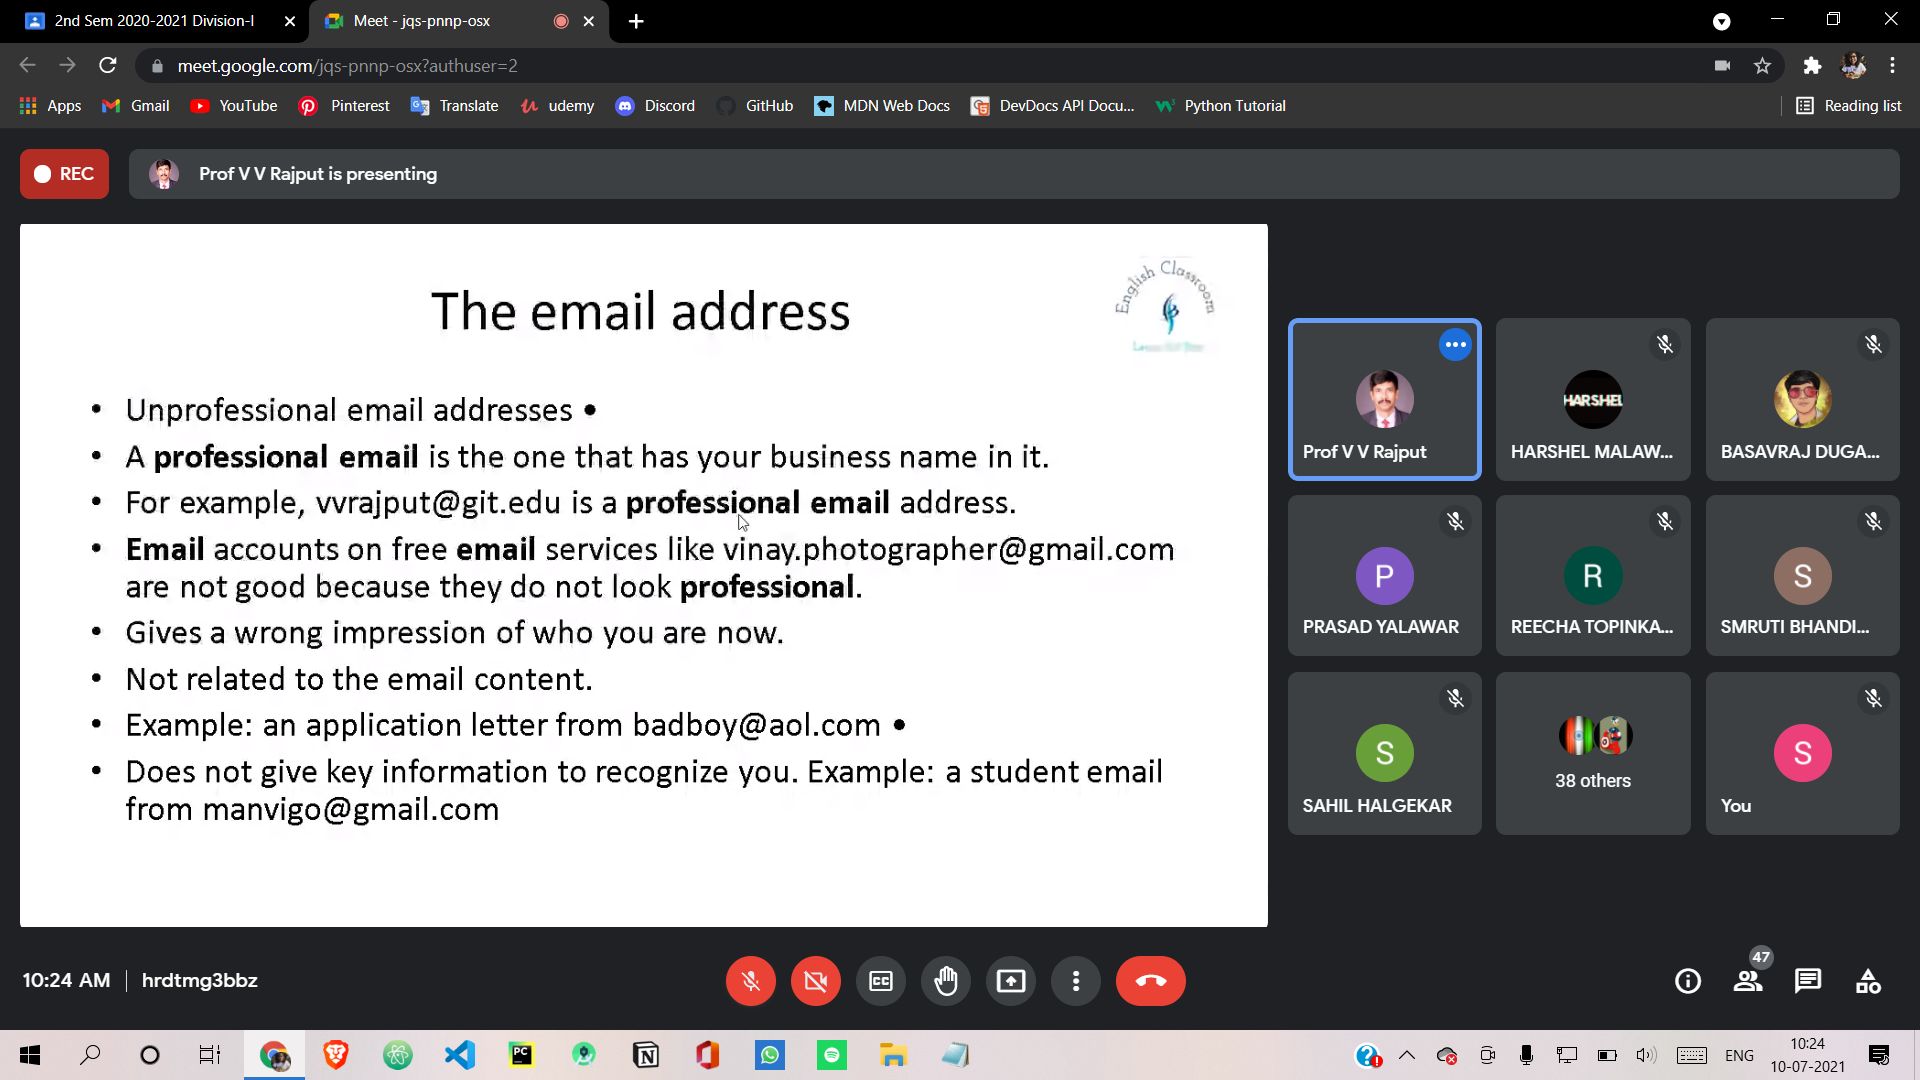 2nd Sem 2020-2021 Division-I
Meet - jqs-pnnp-osx
meet.google.com/jqs-pnnp-osx?authuser=2
Apps
Gmail
YouTube
Pinterest
Translate
udemy
Discord
GitHub
MDN Web Docs
DevDocs API Docu...
Python Tutorial
Reading list
REC
Prof V V Rajput is presenting
The email address
English Classroom
• Unprofessional email addresses •
• A professional email is the one that has your business name in it.
• For example, vvrajput@git.edu is a professional email address.
• Email accounts on free email services like vinay.photographer@gmail.com
are not good because they do not look professional.
• Gives a wrong impression of who you are now.
• Not related to the email content.
• Example: an application letter from badboy@aol.com •
• Does not give key information to recognize you. Example: a student email
from manvigo@gmail.com
Prof V V Rajput
HARSHEL
HARSHEL MALAW...
BASAVRAJ DUGA...
P
PRASAD YALAWAR
R
REECHA TOPINKA...
S
SMRUTI BHANDI...
S
SAHIL HALGEKAR
38 others
S
You
10:24 AM | hrdtmg3bbz
CC
47
PC
N
ENG
10:24
10-07-2021